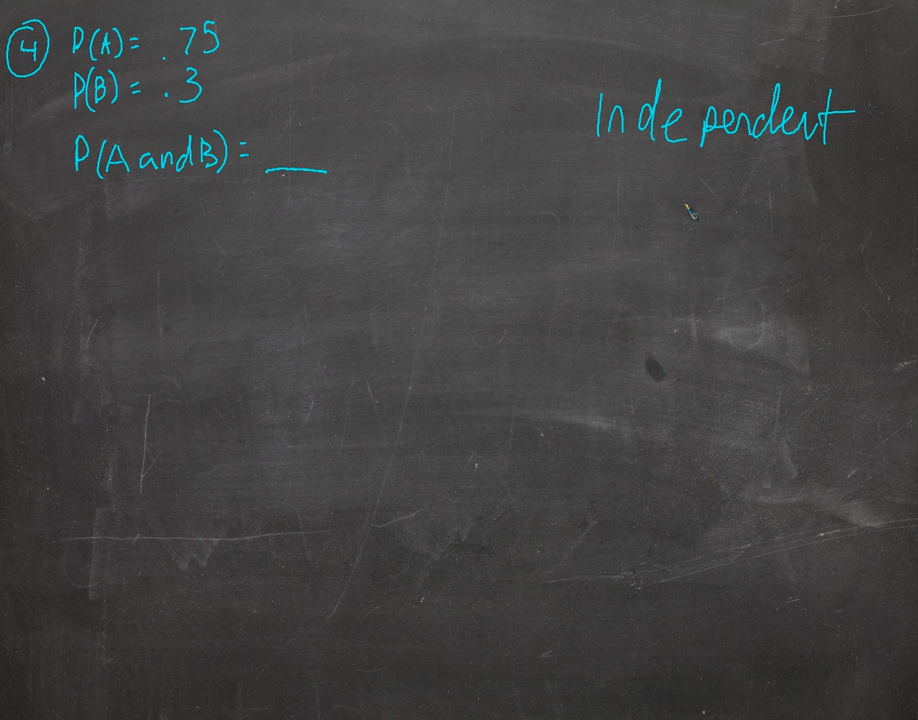 4 P(A) = .75
P(B) = .3
Independent
P(A and B) = ___